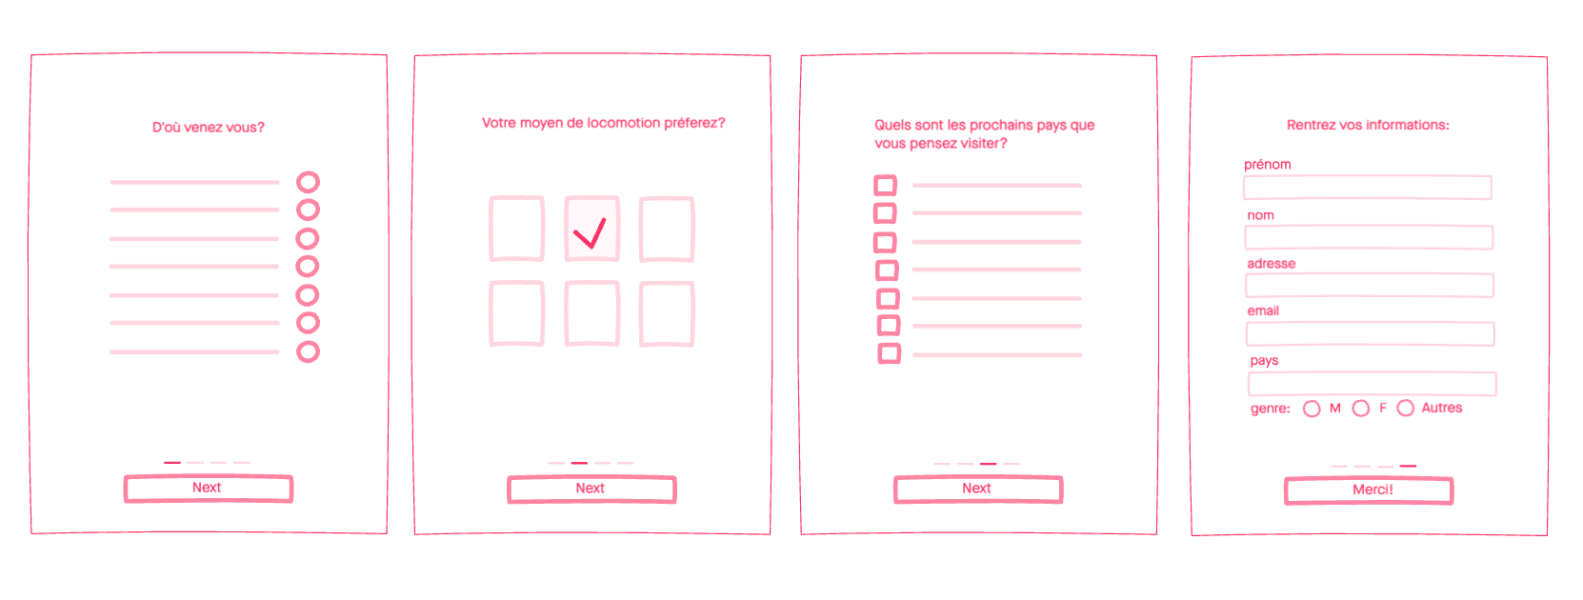 D'où venez vous?
Next
Votre moyen de locomotion préferez?
Next
Quels sont les prochains pays que
vous pensez visiter?
Next
Rentrez vos informations:
prénom
nom
adresse
email
pays
genre: M F Autres
Merci!